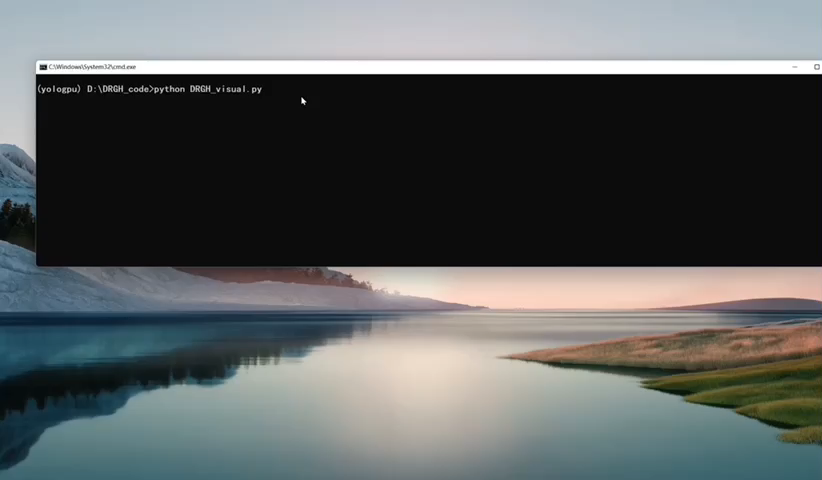 C:\Windows\System32\cmd.exe
(yologpu) D:\DRGH_code>python DRGH_visual.py